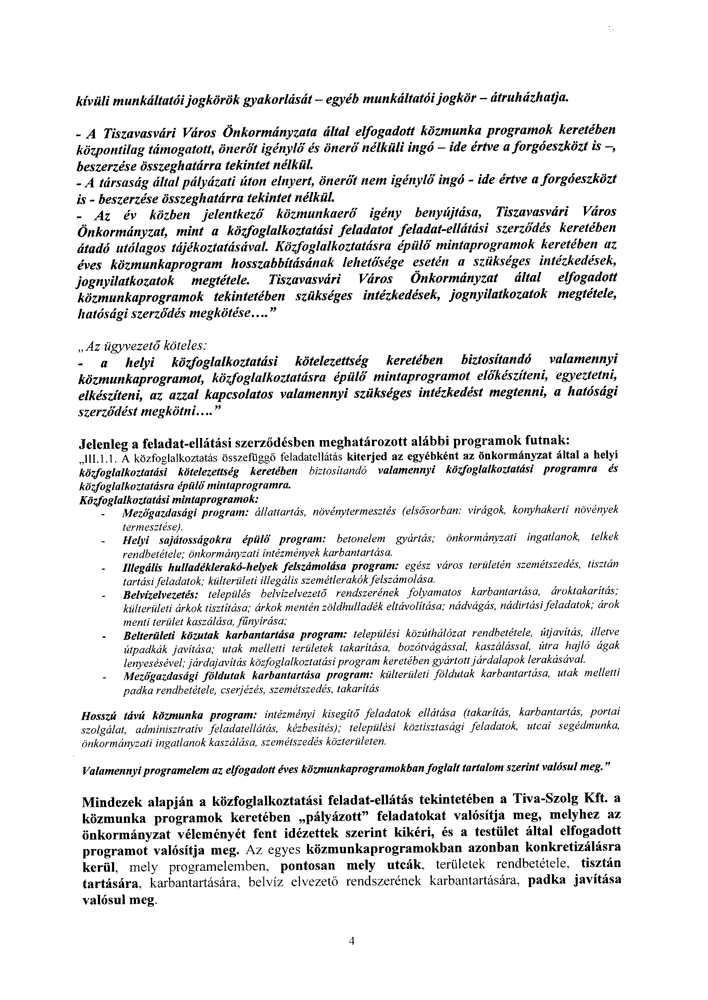 kívüli munkáltatói jogkörök gyakorlását – egyéb munkáltatói jogkör – átruházhatja.
- A Tiszavasvári Város Önkormányzata által elfogadott közmunka programok keretében
központilag támogatott, önerőt igénylő és önerő nélküli ingó – ide értve a forgóeszközt is –,
beszerzése összeghatárra tekintet nélkül.
- A társaság által pályázati úton elnyert, önerőt nem igénylő ingó - ide értve a forgóeszközt
is - beszerzése összeghatárra tekintet nélkül.
- Az év közben jelentkező közmunkaerő igény benyújtása, Tiszavasvári Város
Önkormányzat, mint a közfoglalkoztatási feladatot feladat-ellátási szerződés keretében
átadó utólagos tájékoztatásával. Közfoglalkoztatásra épülő mintaprogramok keretében az
éves közmunkaprogram hosszabbításának lehetősége esetén a szükséges intézkedések,
jognyilatkozatok megtétele. Tiszavasvári Város Önkormányzat által elfogadott
közmunkaprogramok tekintetében szükséges intézkedések, jognyilatkozatok megtétele,
hatósági szerződés megkötése....”
„Az ügyvezető köteles:
- a helyi közfoglalkoztatási kötelezettség keretében biztosítandó valamennyi
közmunkaprogramot, közfoglalkoztatásra épülő mintaprogramot előkészíteni, egyeztetni,
elkészíteni, az azzal kapcsolatos valamennyi szükséges intézkedést megtenni, a hatósági
szerződést megkötni....”
Jelenleg a feladat-ellátási szerződésben meghatározott alábbi programok futnak:
„III.1.1. A közfoglalkoztatás összefüggő feladatellátás kiterjed az egyébként az önkormányzat által a helyi
közfoglalkoztatási kötelezettség keretében biztosítandó valamennyi közfoglalkoztatási programra és
közfoglalkoztatásra épülő mintaprogramra.
Közfoglalkoztatási mintaprogramok:
- Mezőgazdasági program: állattartás, növénytermesztés (elsősorban: virágok, konyhakerti növények
termesztése).
- Helyi sajátosságokra épülő program: betonelem gyártás; önkormányzati ingatlanok, telkek
rendbetétele; önkormányzati intézmények karbantartása.
- Illegális hulladéklerakó-helyek felszámolása program: egész város területén szemétszedés, tisztán
tartási feladatok; külterületi illegális szemétlerakók felszámolása.
- Belvízelvezetés: település belvízelvezető rendszerének folyamatos karbantartása, ároktakarítás;
külterületi árkok tisztítása; árkok mentén zöldhulladék eltávolítása; nádvágás, nádirtási feladatok; árok
menti terület kaszálása, fűnyírása;
- Belterületi közutak karbantartása program: települési közúthálózat rendbetétele, útjavítás, illetve
útpadkák javítása; utak melletti területek takarítása, bozótvágással, kaszálással, útra hajló ágak
lenyesésével; járdajavítás közfoglalkoztatási program keretében gyártott járdalapok lerakásával.
- Mezőgazdasági földutak karbantartása program: külterületi földutak karbantartása, utak melletti
padka rendbetétele, cserjézés, szemétszedés, takarítás
Hosszú távú közmunka program: intézményi kisegítő feladatok ellátása (takarítás, karbantartás, portai
szolgálat, adminisztratív feladatellátás, kézbesítés); települési köztisztasági feladatok, utcai segédmunka,
önkormányzati ingatlanok kaszálása, szemétszedés közterületen.
Valamennyi programelem az elfogadott éves közmunkaprogramokban foglalt tartalom szerint valósul meg.”
Mindezek alapján a közfoglalkoztatási feladat-ellátás tekintetében a Tiva-Szolg Kft. a
közmunka programok keretében „pályázott” feladatokat valósítja meg, melyhez az
önkormányzat véleményét fent idézettek szerint kikéri, és a testület által elfogadott
programot valósítja meg. Az egyes közmunkaprogramokban azonban konkretizálásra
kerül, mely programelemben, pontosan mely utcák, területek rendbetétele, tisztán
tartására, karbantartására, belvíz elvezető rendszerének karbantartására, padka javítása
valósul meg.
4